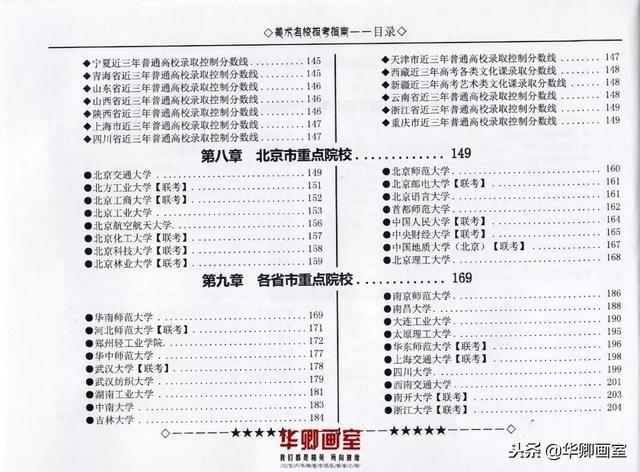 ◇美术名校报考指南——目录◇
◆宁夏近三年普通高校录取控制分数线 145
◆青海省近三年普通高校录取控制分数线 145
◆山东省近三年普通高校录取控制分数线 146
◆山西省近三年普通高校录取控制分数线 146
◆陕西省近三年普通高校录取控制分数线 146
◆上海市近三年普通高校录取控制分数线 147
◆四川省近三年普通高校录取控制分数线 147
◆天津市近三年普通高校录取控制分数线 147
◆西藏近三年高考各类文化课录取分数线 148
◆新疆近三年高考艺术类文化课录取分数线 148
◆云南省近三年普通高校录取控制分数线 148
◆浙江省近三年普通高校录取控制分数线 149
◆重庆市近三年普通高校录取控制分数线 149
第八章 北京市重点院校 149
●北京交通大学 149
●北方工业大学【联考】 151
●北京工商大学【联考】 152
●北京工业大学 153
●北京航空航天大学 156
●北京化工大学【联考】 157
●北京科技大学【联考】 158
●北京林业大学【联考】 159
●北京师范大学 160
●北京邮电大学【联考】 161
●北京语言大学 161
●首都师范大学 162
●中国人民大学【联考】 164
●中央财经大学【联考】 165
●中国地质大学（北京）【联考】 167
●北京理工大学 168
第九章 各省市重点院校 169
●华南师范大学 169
●河北师范大学【联考】 171
●郑州轻工业学院 172
●华中师范大学 177
●武汉大学【联考】 178
●武汉纺织大学 179
●湖南工业大学 181
●中南大学 183
●吉林大学 184
●南京师范大学 186
●南昌大学 188
●大连工业大学 190
●太原理工大学 195
●华东师范大学【联考】 196
●上海交通大学【联考】 198
●四川大学 199
●西南交通大学 201
●南开大学【联考】 203
●浙江大学【联考】 204
华卿画室
我们都是精英 所向披靡
头条@华卿画室